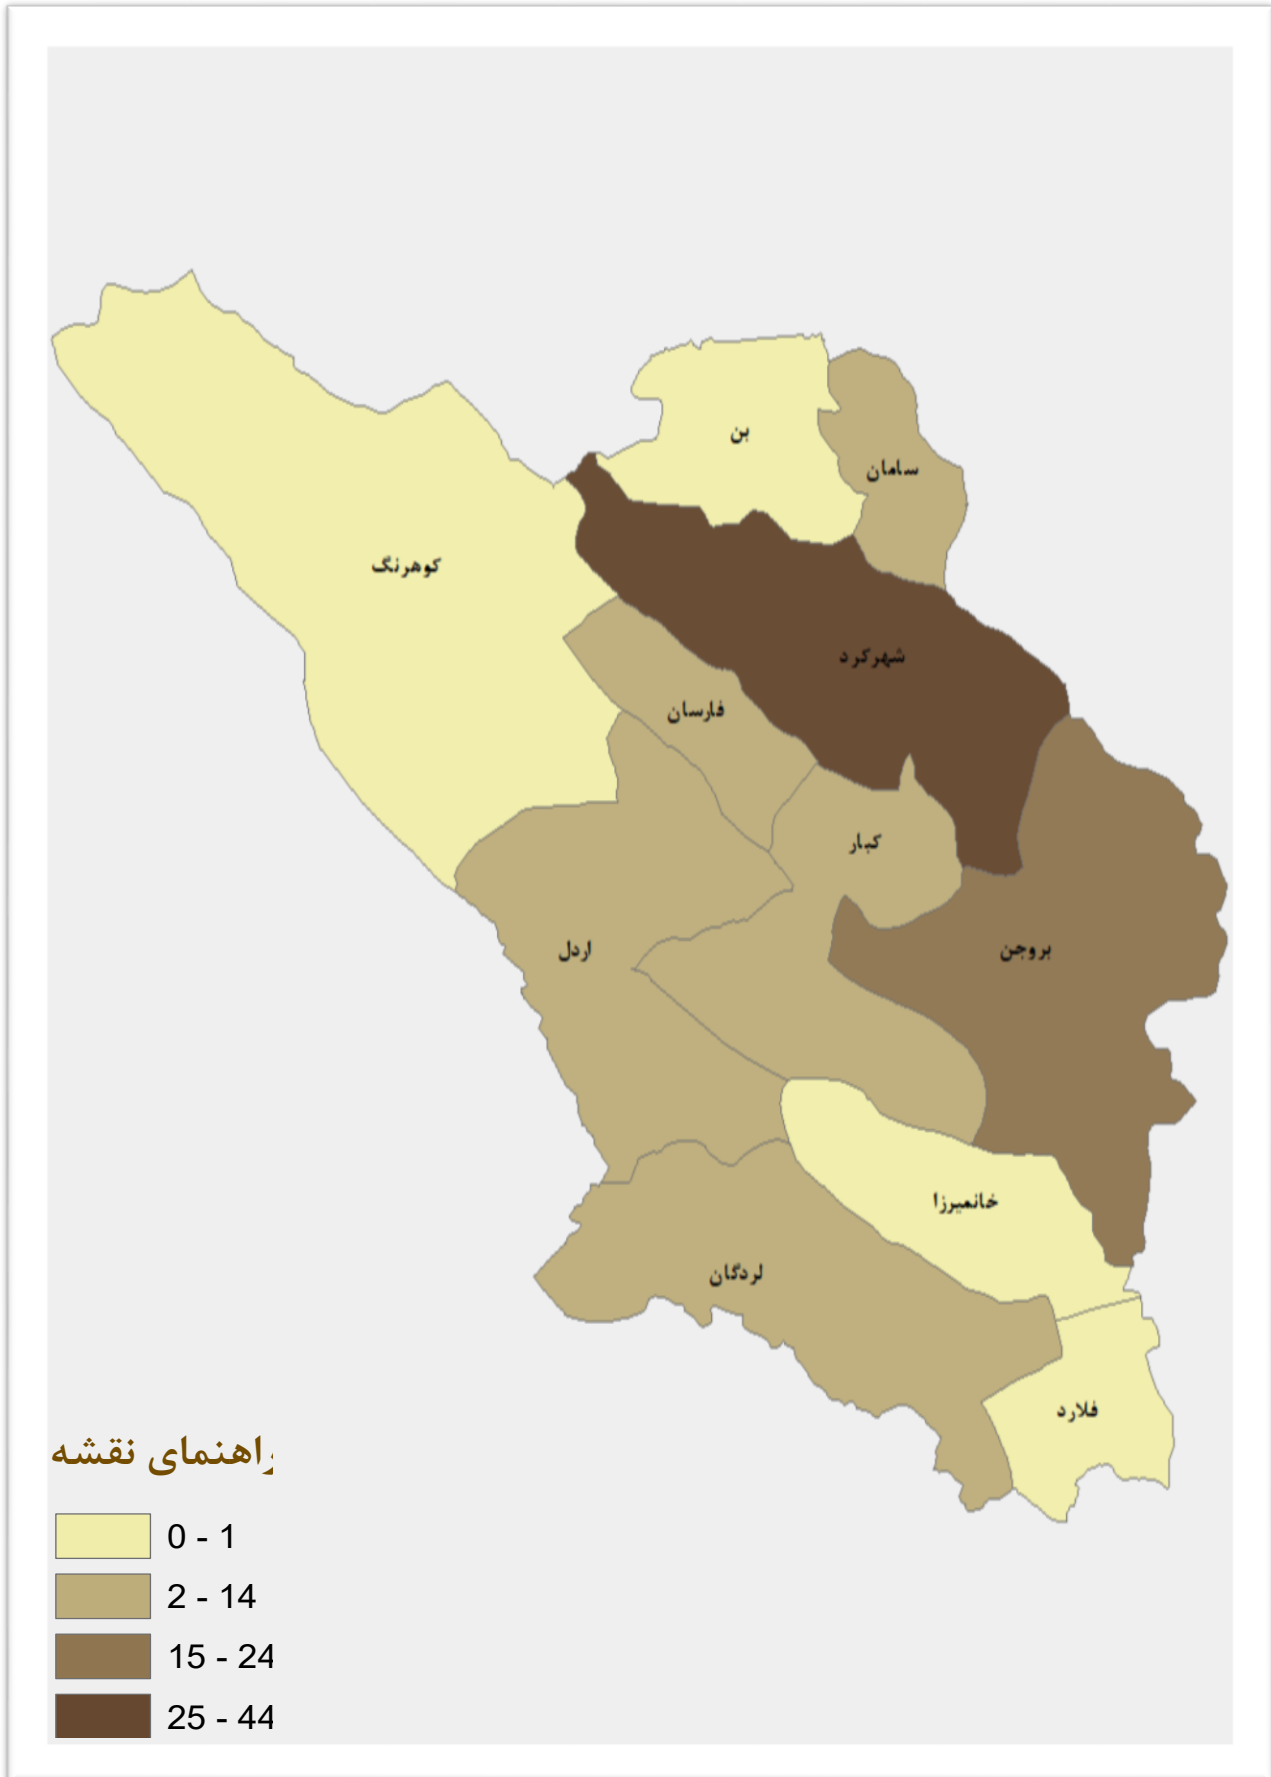 بن
سامان
کوهرنگ
شهرکرد
فارسان
کیار
اردل
بروجن
خانمیرزا
لردگان
فلارد
راهنمای نقشه
0 - 1
2 - 14
15 - 24
25 - 44